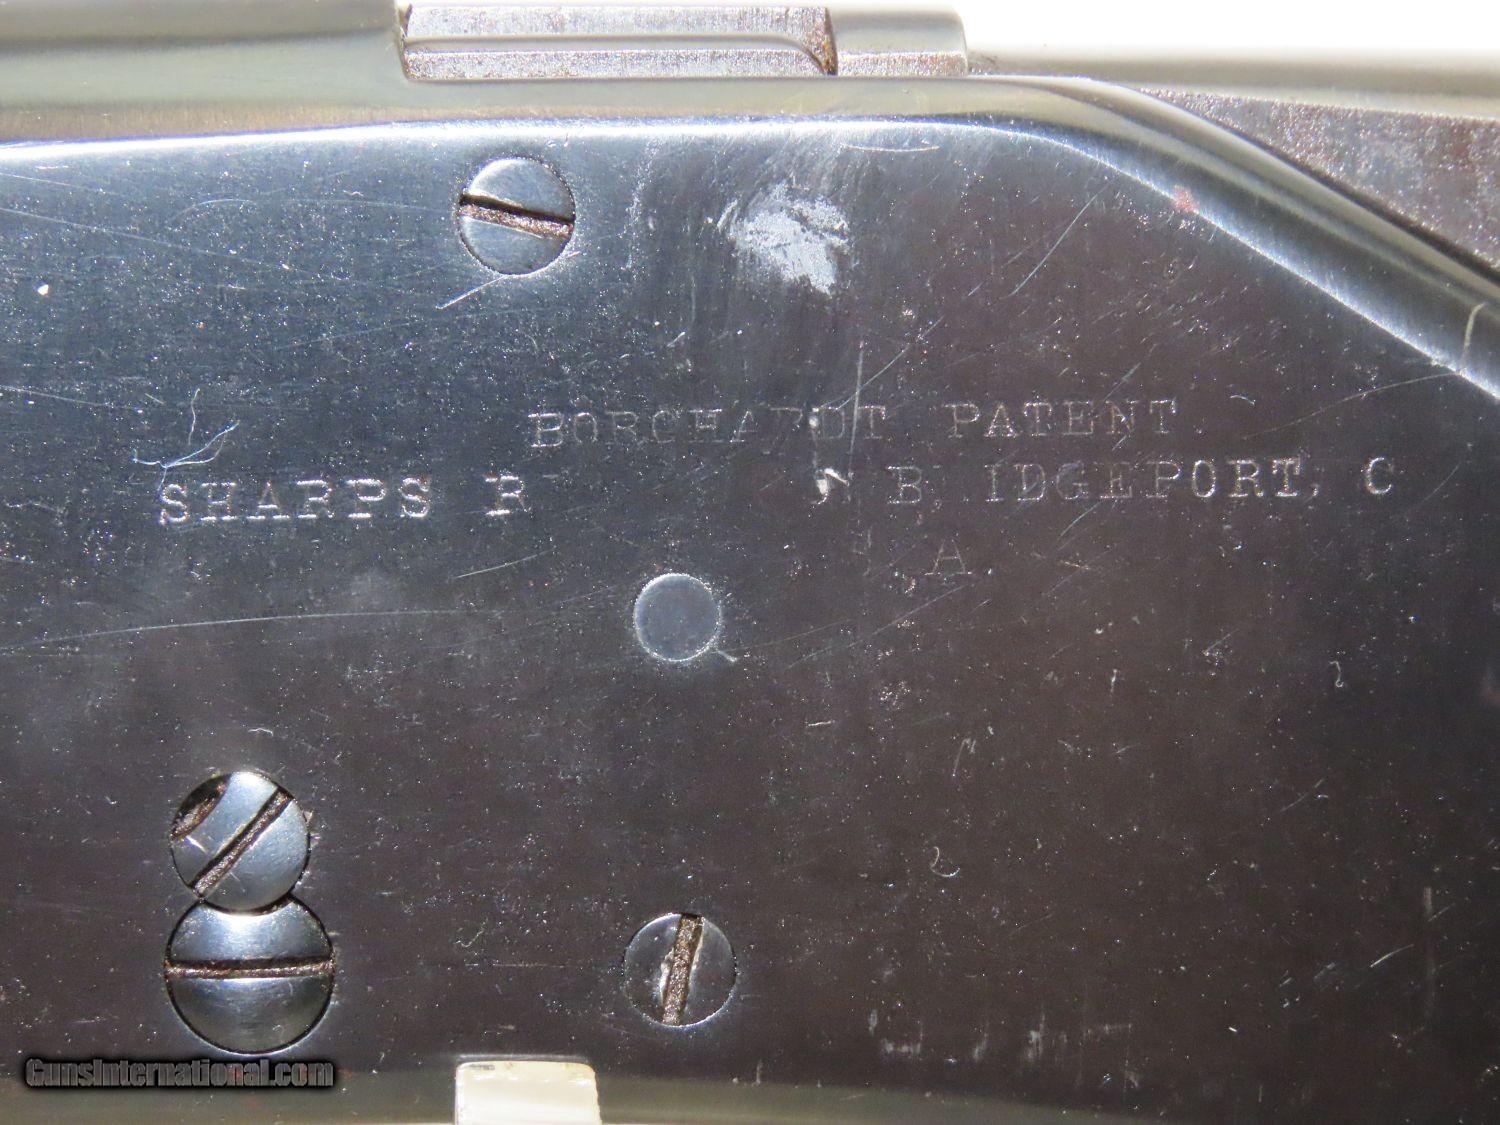 BORCHARDT PATENT
SHARPS R B IDGEPORT, C
A
GunsInternational.com